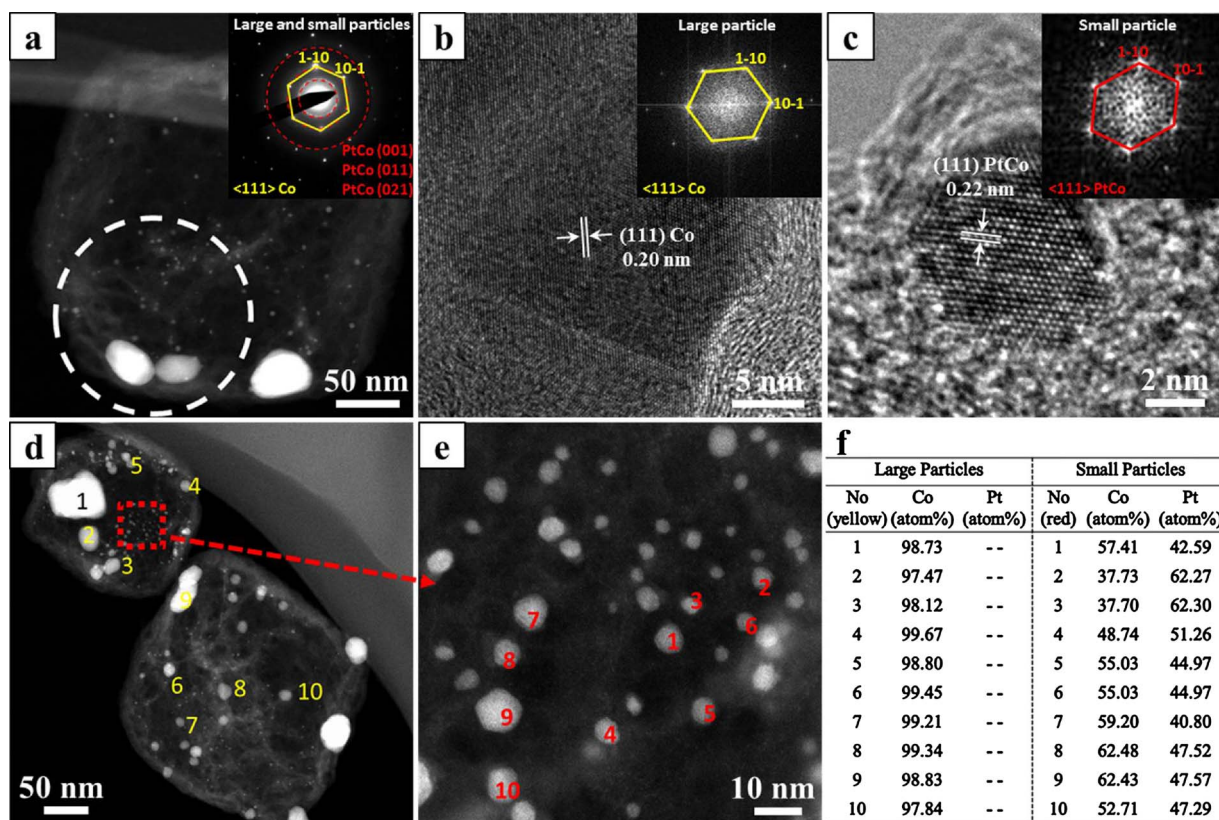 a
Large and small particles
1-10
10-1
PtCo (001)
PtCo (011)
PtCo (021)
<111> Co
50 nm
b
Large particle
1-10
10-1
<111> Co
(111) Co
0.20 nm
5 nm
c
Small particle
1-10
10-1
(111) PtCo
0.22 nm
<111> PtCo
2 nm
d
5
4
1
2
3
9
6
8
10
7
50 nm
e
2
3
7
6
1
8
9
5
4
10
10 nm
f
Large Particles Small Particles
No Co Pt No Co Pt
(yellow) (atom%) (atom%) (red) (atom%) (atom%)
1 98.73 -- 1 57.41 42.59
2 97.47 -- 2 37.73 62.27
3 98.12 -- 3 37.70 62.30
4 99.67 -- 4 48.74 51.26
5 98.80 -- 5 55.03 44.97
6 99.45 -- 6 55.03 44.97
7 99.21 -- 7 59.20 40.80
8 99.34 -- 8 62.48 47.52
9 98.83 -- 9 62.43 47.57
10 97.84 -- 10 52.71 47.29